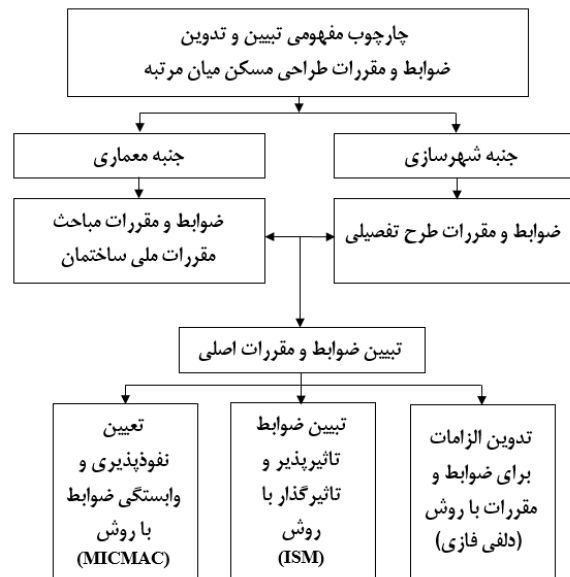 چارچوب مفهومی تبیین و تدوین
ضوابط و مقررات طراحی مسکن میان مرتبه
جنبه شهرسازی
جنبه معماری
ضوابط و مقررات طرح تفصیلی
ضوابط و مقررات مباحث
مقررات ملی ساختمان
تبیین ضوابط و مقررات اصلی
تدوین الزامات
برای ضوابط و
مقررات با روش
(دلفی فازی)
تبیین ضوابط
تاثیرپذیر و
تاثیرگذار با
روش
(ISM)
تعیین
نفوذپذیری و
وابستگی ضوابط
با روش
(MICMAC)